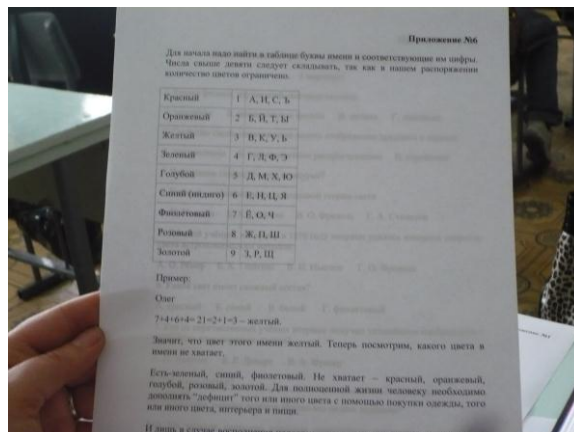 Приложение №6
Для начала надо найти в таблице буквы имени и соответствующие им цифры.
Числа свыше девяти следует складывать, так как в нашем распоряжении
количество цветов ограничено.
Красный 1 А, И, С, Ъ
Оранжевый 2 Б, Й, Т, Ы
Желтый 3 В, К, У, Ь
Зеленый 4 Г, Л, Ф, Э
Голубой 5 Д, М, Х, Ю
Синий (индиго) 6 Е, Н, Ц, Я
Фиолетовый 7 Ё, О, Ч
Розовый 8 Ж, П, Ш
Золотой 9 З, Р, Щ
Пример:
Олег
7+4+6+4= 21=2+1=3 – желтый.
Значит, что цвет этого имени желтый. Теперь посмотрим, какого цвета в
имени не хватает.
Есть-зеленый, синий, фиолетовый. Не хватает – красный, оранжевый,
голубой, розовый, золотой. Для полноценной жизни человеку необходимо
дополнять "дефицит" того или иного цвета с помощью покупки одежды, того
или иного цвета, интерьера и пищи.
И лишь в случае